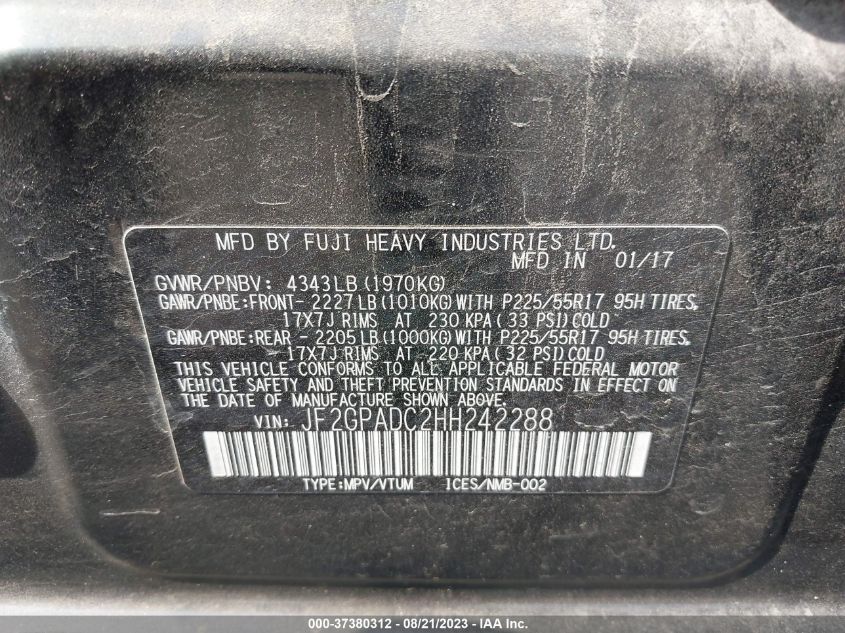 MFD BY FUJI HEAVY INDUSTRIES LTD.
MFD IN 01/17
GVWR/PNBV: 4343LB(1970KG)
GAWR/PNBE:FRONT- 2227LB(1010KG)WITH P225/55R17 95H TIRES,
17X7J RIMS AT 230 KPA(33 PSI)COLD
GAWR/PNBE:REAR - 2205LB(1000KG)WITH P225/55R17 95H TIRES,
17X7J RIMS AT 220 KPA(32 PSI)COLD
THIS VEHICLE CONFORMS TO ALL APPLICABLE FEDERAL MOTOR
VEHICLE SAFETY AND THEFT PREVENTION STANDARDS IN EFFECT ON
THE DATE OF MANUFACTURE SHOWN ABOVE.
VIN: JF2GPADC2HH242288
TYPE:MPV/VTUM ICES/NMB-002
000-37380312 - 08/21/2023 - www.iaai.com